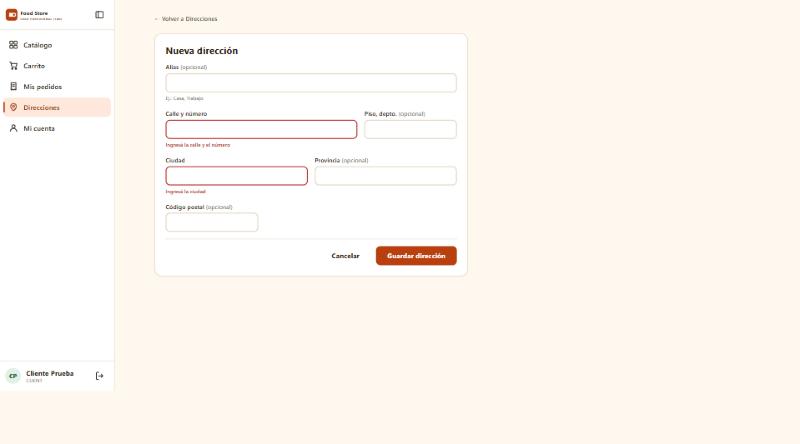 Food Store
← Volver a Direcciones
Catálogo
Carrito
Mis pedidos
Direcciones
Mi cuenta
Nueva dirección
Alias (opcional)
Ej.: Casa, Trabajo
Calle y número
Piso, depto. (opcional)
Ingresá la calle y el número
Ciudad
Provincia (opcional)
Ingresá la ciudad
Código postal (opcional)
Cancelar
Guardar dirección
CP
Cliente Prueba
CLIENT